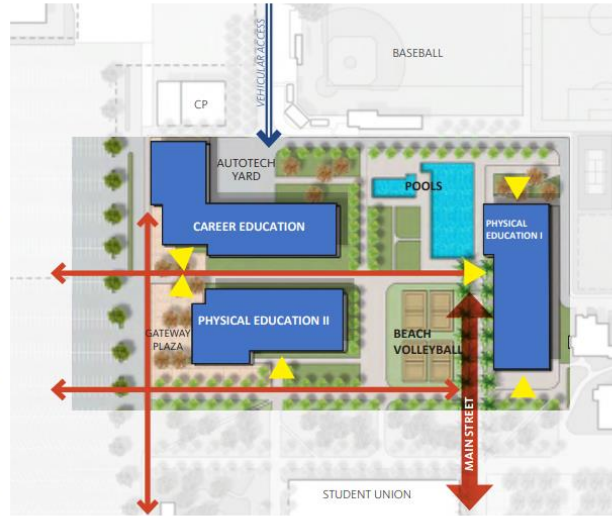 VEHICULAR ACCESS
BASEBALL
CP
AUTOTECH
YARD
POOLS
CAREER EDUCATION
PHYSICAL
EDUCATION I
PHYSICAL EDUCATION II
GATEWAY
PLAZA
BEACH
VOLLEYBALL
MAIN STREET
STUDENT UNION